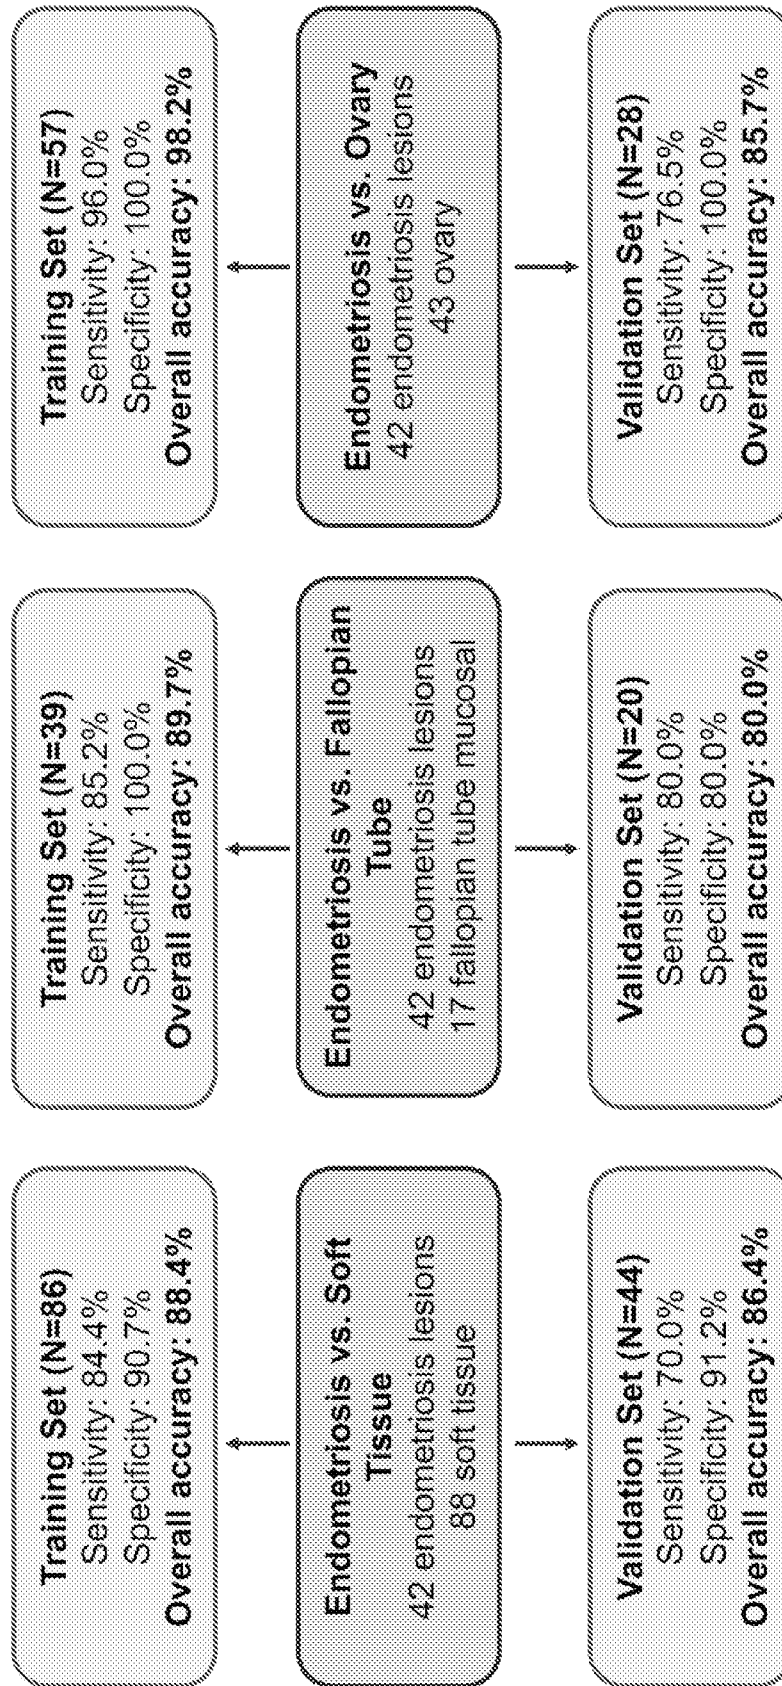 Training Set (N=86)
Sensitivity: 84.4%
Specificity: 90.7%
Overall accuracy: 88.4%
Endometriosis vs. Soft
Tissue
42 endometriosis lesions
88 soft tissue
Validation Set (N=44)
Sensitivity: 70.0%
Specificity: 91.2%
Overall accuracy: 86.4%
Training Set (N=39)
Sensitivity: 85.2%
Specificity: 100.0%
Overall accuracy: 89.7%
Endometriosis vs. Fallopian
Tube
42 endometriosis lesions
17 fallopian tube mucosal
Validation Set (N=20)
Sensitivity: 80.0%
Specificity: 80.0%
Overall accuracy: 80.0%
Training Set (N=57)
Sensitivity: 96.0%
Specificity: 100.0%
Overall accuracy: 98.2%
Endometriosis vs. Ovary
42 endometriosis lesions
43 ovary
Validation Set (N=28)
Sensitivity: 76.5%
Specificity: 100.0%
Overall accuracy: 85.7%